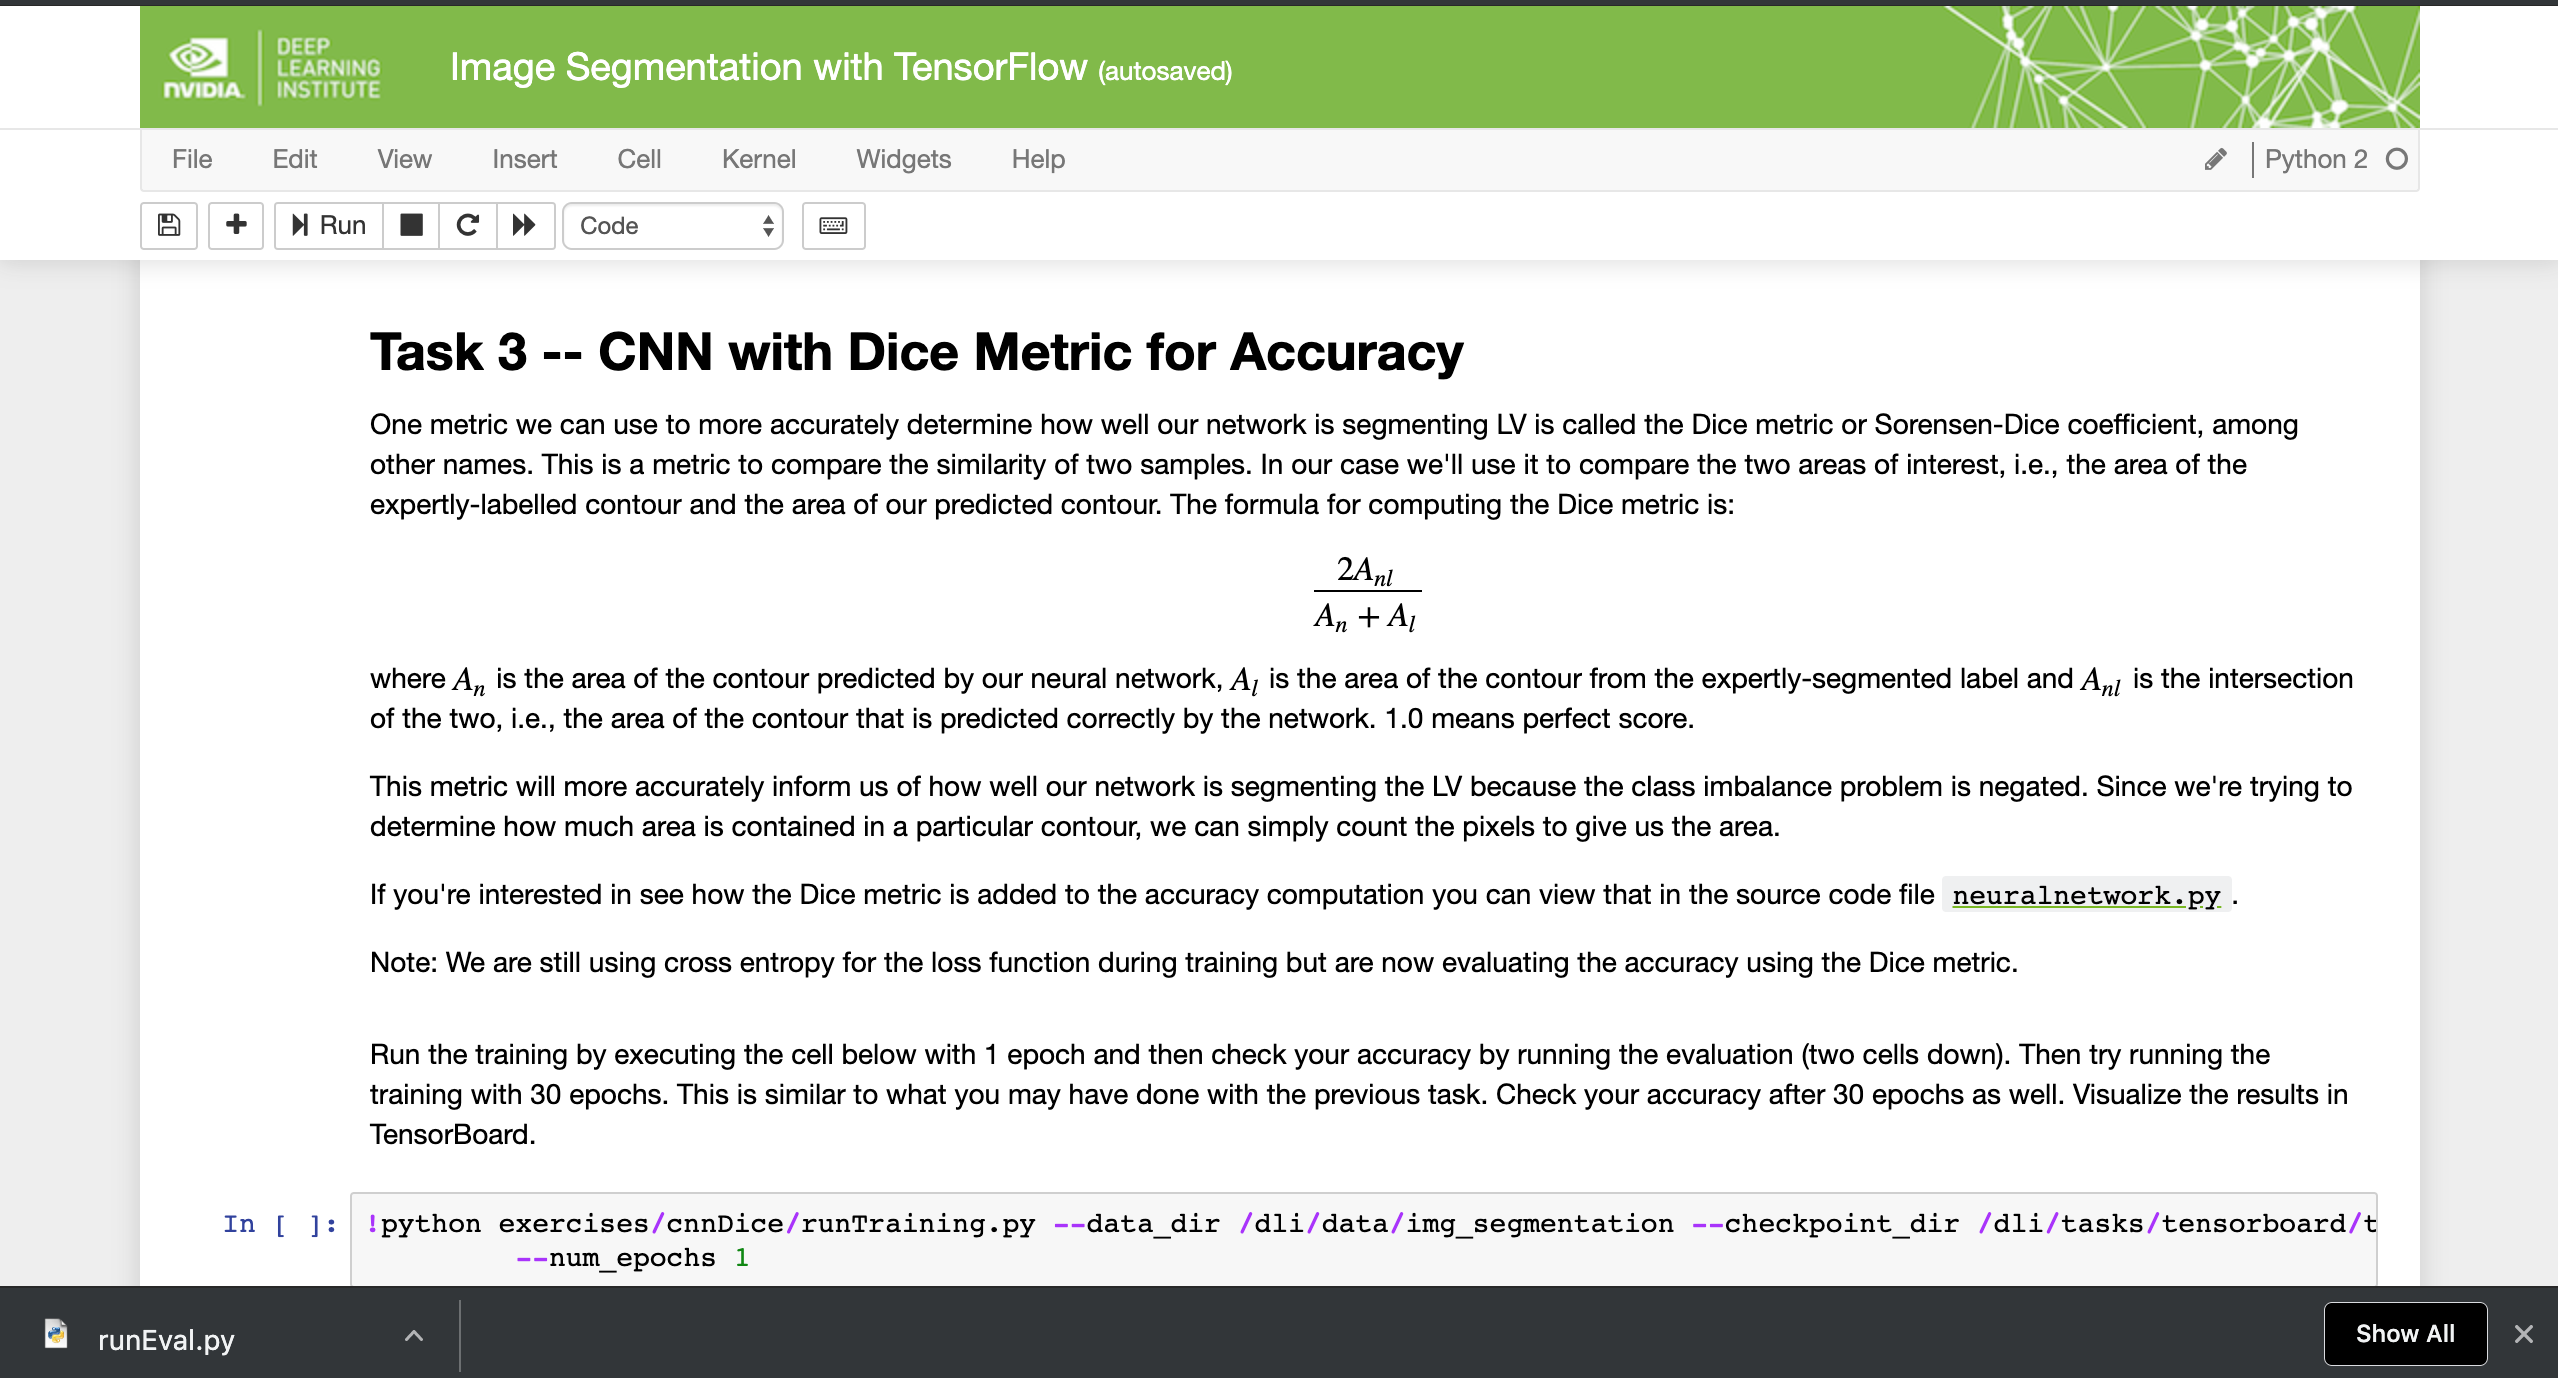 NVIDIA.
DEEP
LEARNING
INSTITUTE
Image Segmentation with TensorFlow (autosaved)
File Edit View Insert Cell Kernel Widgets Help Python 2
Run Code
Task 3 -- CNN with Dice Metric for Accuracy
One metric we can use to more accurately determine how well our network is segmenting LV is called the Dice metric or Sorensen-Dice coefficient, among
other names. This is a metric to compare the similarity of two samples. In our case we'll use it to compare the two areas of interest, i.e., the area of the
expertly-labelled contour and the area of our predicted contour. The formula for computing the Dice metric is:
2Anl
An + Al
where An is the area of the contour predicted by our neural network, Al is the area of the contour from the expertly-segmented label and Anl is the intersection
of the two, i.e., the area of the contour that is predicted correctly by the network. 1.0 means perfect score.
This metric will more accurately inform us of how well our network is segmenting the LV because the class imbalance problem is negated. Since we're trying to
determine how much area is contained in a particular contour, we can simply count the pixels to give us the area.
If you're interested in see how the Dice metric is added to the accuracy computation you can view that in the source code file neuralnetwork.py.
Note: We are still using cross entropy for the loss function during training but are now evaluating the accuracy using the Dice metric.
Run the training by executing the cell below with 1 epoch and then check your accuracy by running the evaluation (two cells down). Then try running the
training with 30 epochs. This is similar to what you may have done with the previous task. Check your accuracy after 30 epochs as well. Visualize the results in
TensorBoard.
In [ ]: !python exercises/cnnDice/runTraining.py --data_dir /dli/data/img_segmentation --checkpoint_dir /dli/tasks/tensorboard/t
--num_epochs 1
runEval.py Show All